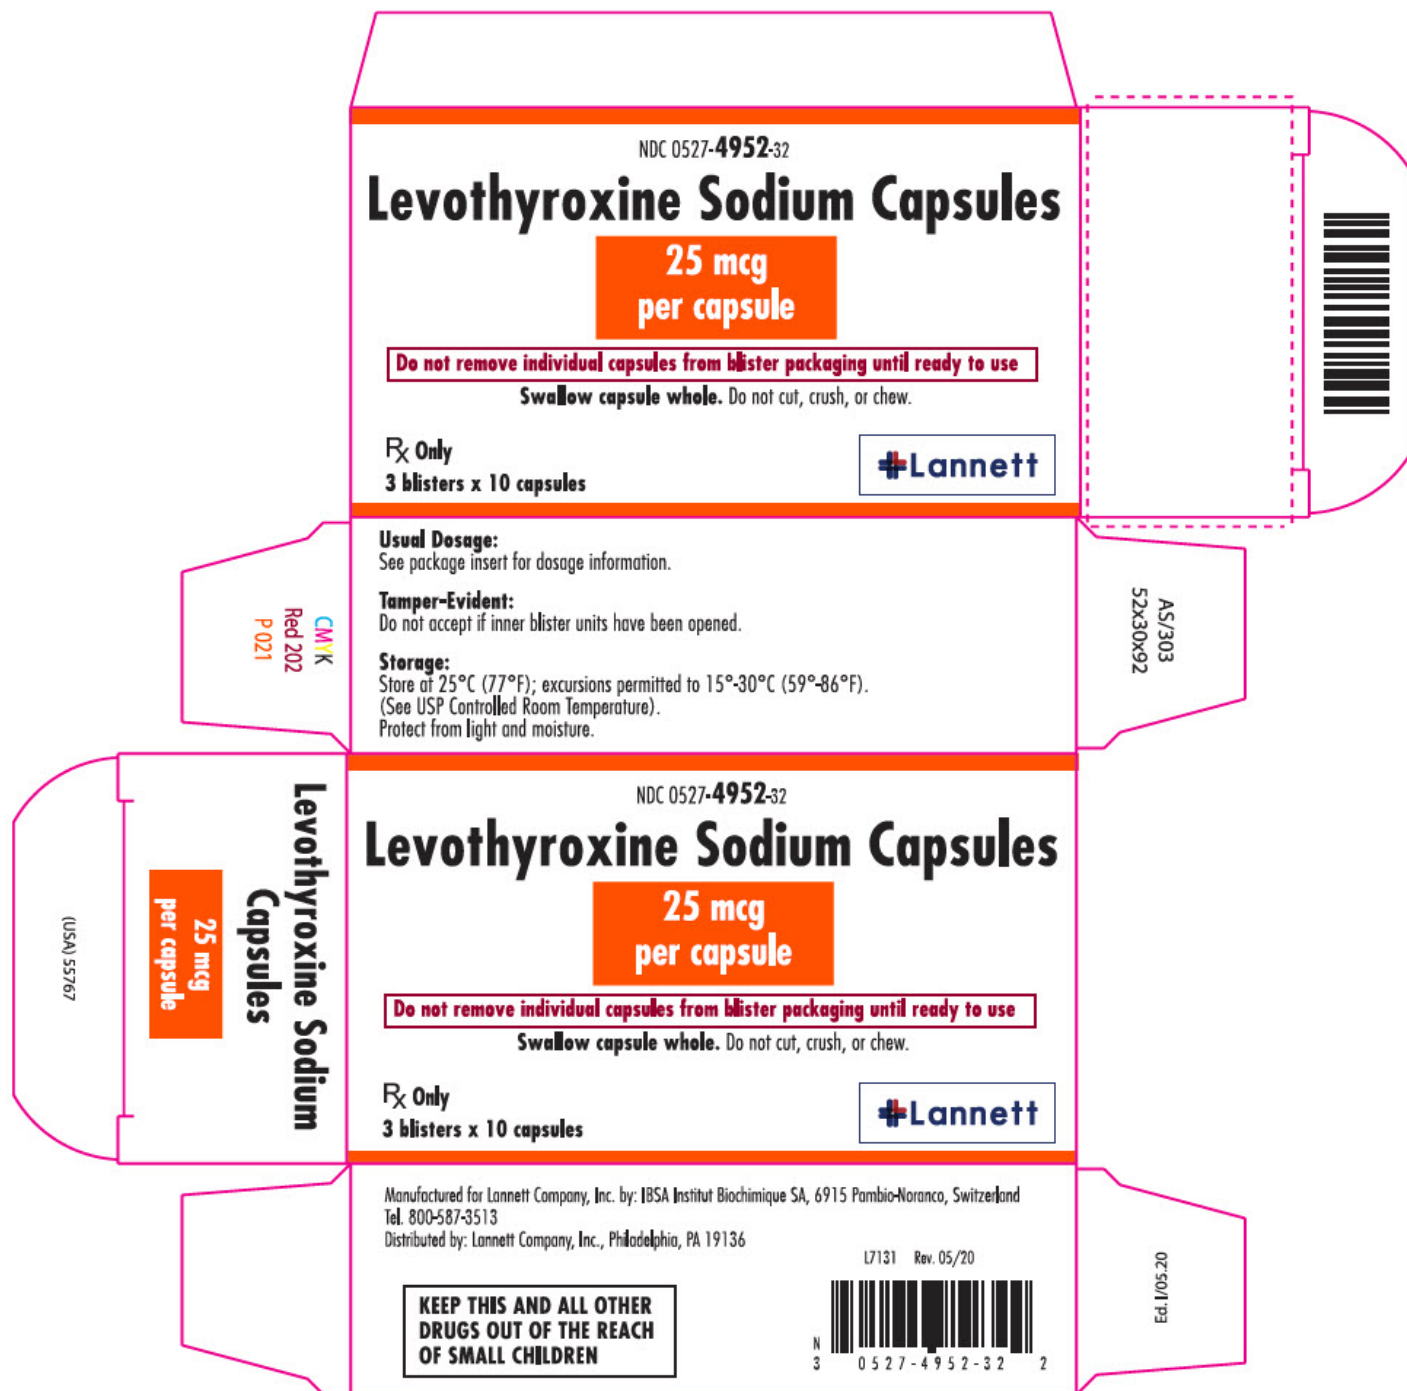 NDC 0527-4952-32
Levothyroxine Sodium Capsules
25 mcg
per capsule
Do not remove individual capsules from blister packaging until ready to use
Swallow capsule whole. Do not cut, crush, or chew.
Rx Only
3 blisters x 10 capsules
Lannett
Usual Dosage:
See package insert for dosage information.
Tamper-Evident:
Do not accept if inner blister units have been opened.
Storage:
Store at 25°C (77°F); excursions permitted to 15°-30°C (59°-86°F).
(See USP Controlled Room Temperature).
Protect from light and moisture.
CMYK
Red 202
P 021
AS/303
52x30x92
NDC 0527-4952-32
Levothyroxine Sodium Capsules
25 mcg
per capsule
Do not remove individual capsules from blister packaging until ready to use
Swallow capsule whole. Do not cut, crush, or chew.
Rx Only
3 blisters x 10 capsules
Lannett
Levothyroxine Sodium
Capsules
25 mcg
per capsule
(USA) 55767
Manufactured for Lannett Company, Inc. by: IBSA Institut Biochimique SA, 6915 Pambio-Noranco, Switzerland
Tel. 800-587-3513
Distributed by: Lannett Company, Inc., Philadelphia, PA 19136
KEEP THIS AND ALL OTHER
DRUGS OUT OF THE REACH
OF SMALL CHILDREN
L7131 Rev. 05/20
N
3 0527-4952-32 2
Ed.I/05.20